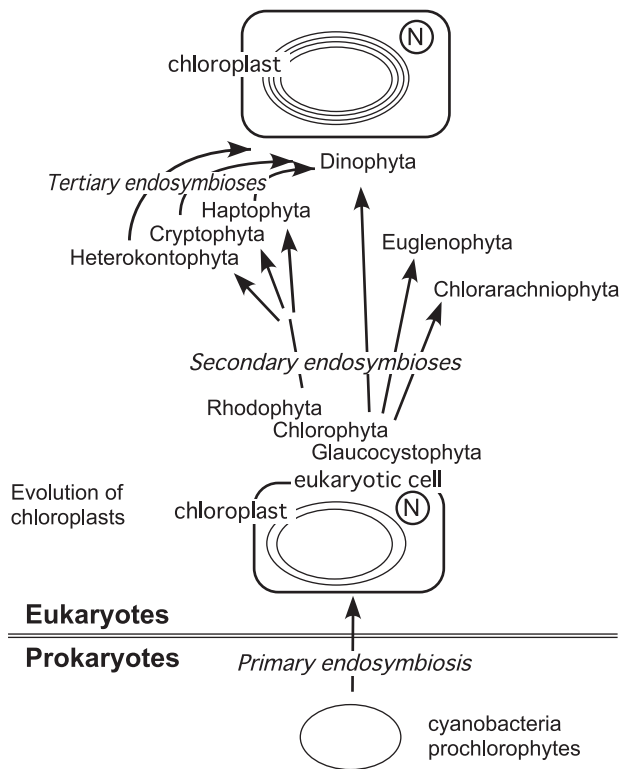 N
chloroplast
Dinophyta
Tertiary endosymbioses
Haptophyta
Cryptophyta
Heterokontophyta
Euglenophyta
Chlorarachniophyta
Secondary endosymbioses
Rhodophyta
Chlorophyta
Glaucocystophyta
eukaryotic cell
Evolution of
chloroplasts
chloroplast
N
Eukaryotes
Prokaryotes
Primary endosymbiosis
cyanobacteria
prochlorophytes